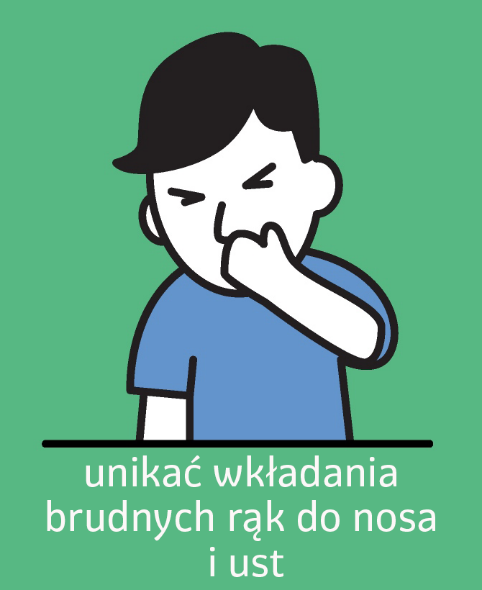 unikać wkładania
brudnych rąk do nosa
i ust